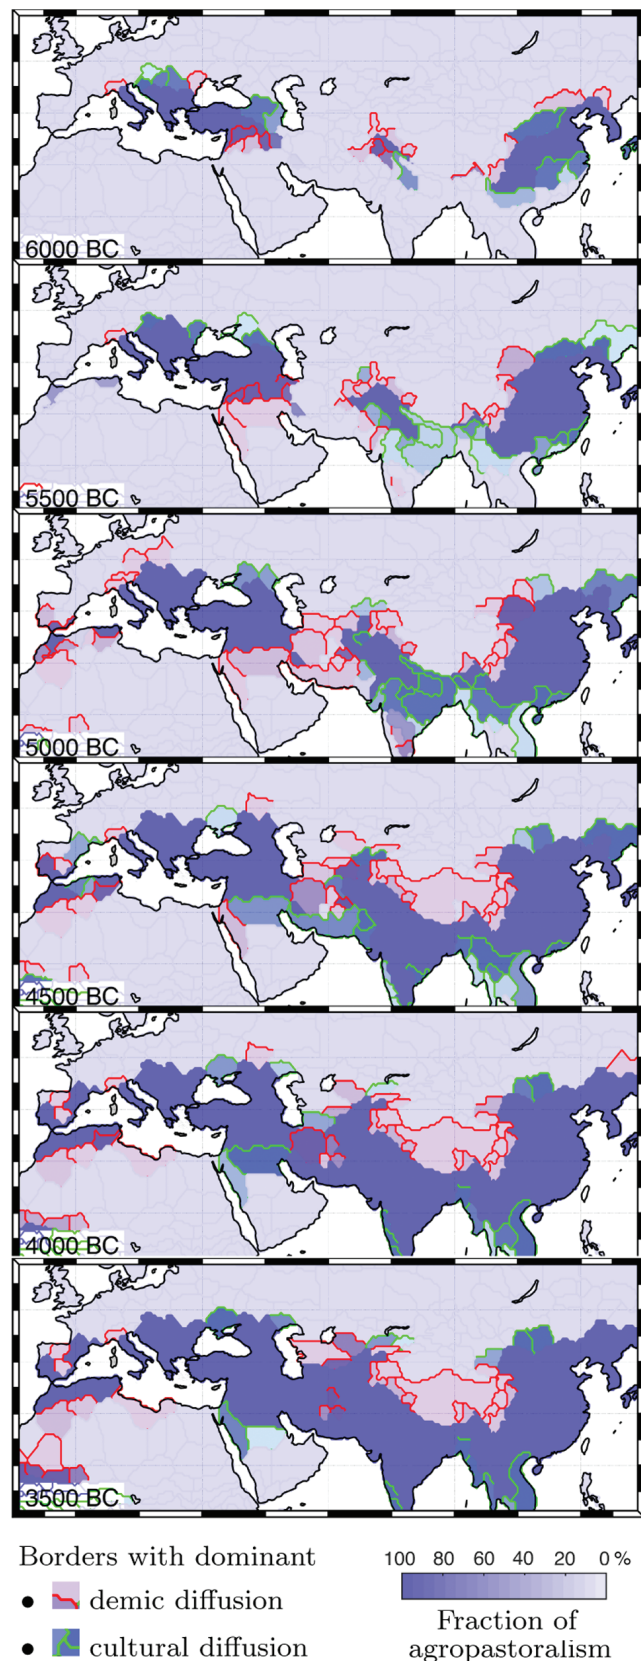 6000 BC
5500 BC
5000 BC
4500 BC
4000 BC
3500 BC
Borders with dominant
• demic diffusion
• cultural diffusion
100 80 60 40 20 0 %
Fraction of
agropastoralism